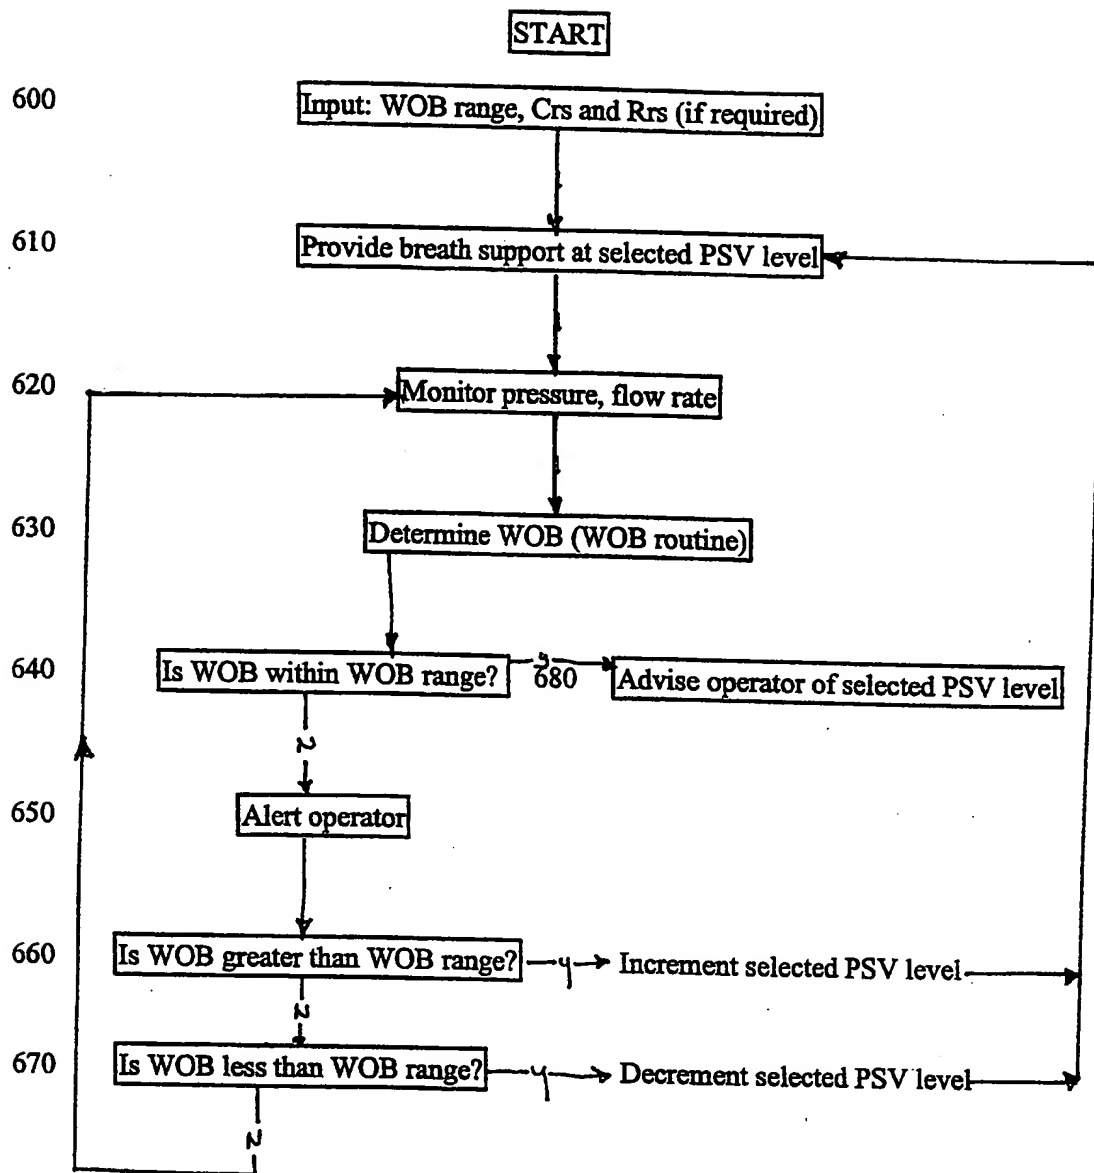 START
600 Input: WOB range, Crs and Rrs (if required)
610 Provide breath support at selected PSV level
620 Monitor pressure, flow rate
630 Determine WOB (WOB routine)
640 Is WOB within WOB range? y 680 Advise operator of selected PSV level
N
650 Alert operator
660 Is WOB greater than WOB range? y Increment selected PSV level
N
670 Is WOB less than WOB range? y Decrement selected PSV level
N